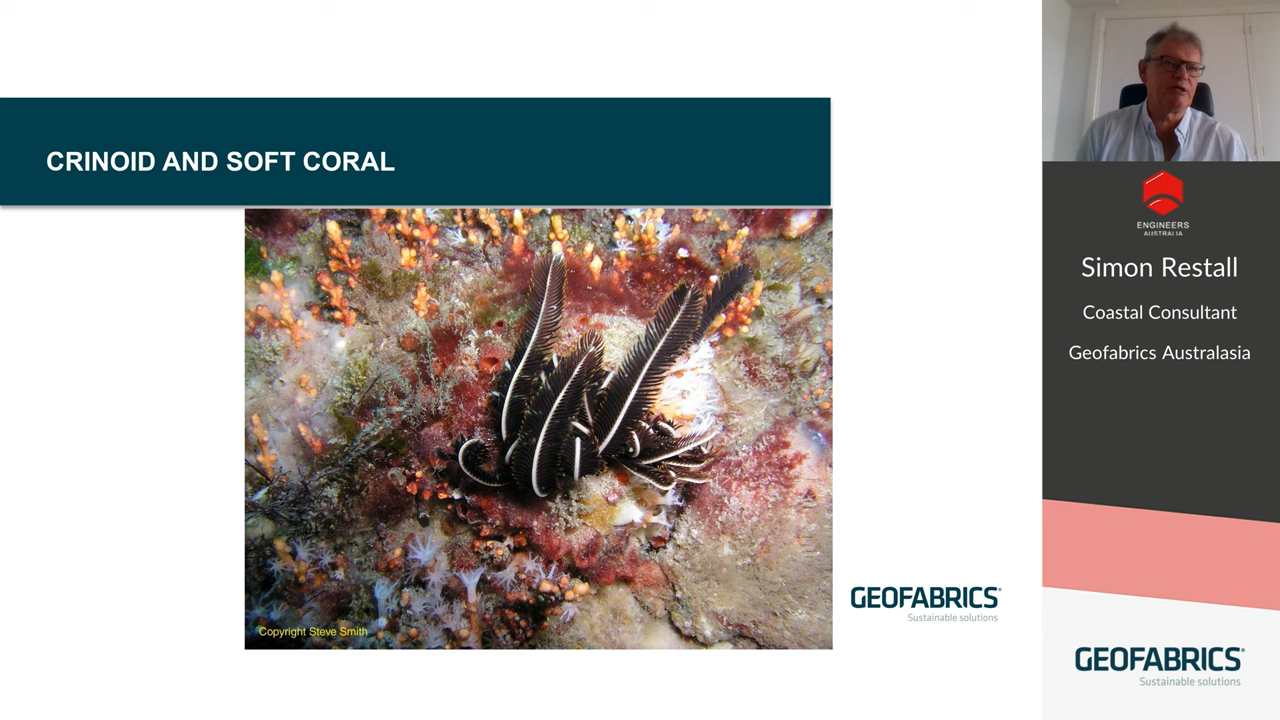 CRINOID AND SOFT CORAL
Copyright Steve Smith
GEOFABRICS®
Sustainable solutions
ENGINEERS
AUSTRALIA
Simon Restall
Coastal Consultant
Geofabrics Australasia
GEOFABRICS®
Sustainable solutions